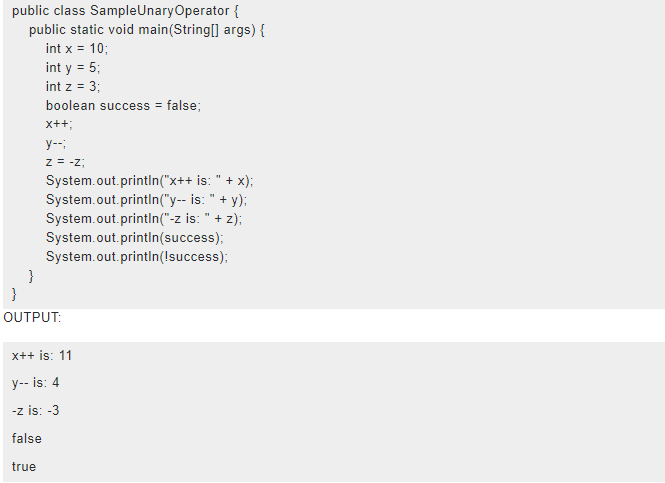 public class SampleUnaryOperator {
public static void main(String[] args) {
int x = 10;
int y = 5;
int z = 3;
boolean success = false;
x++;
y--;
z = -z;
System.out.println("x++ is: " + x);
System.out.println("y-- is: " + y);
System.out.println("-z is: " + z);
System.out.println(success);
System.out.println(!success);
}
}
OUTPUT:
x++ is: 11
y-- is: 4
-z is: -3
false
true